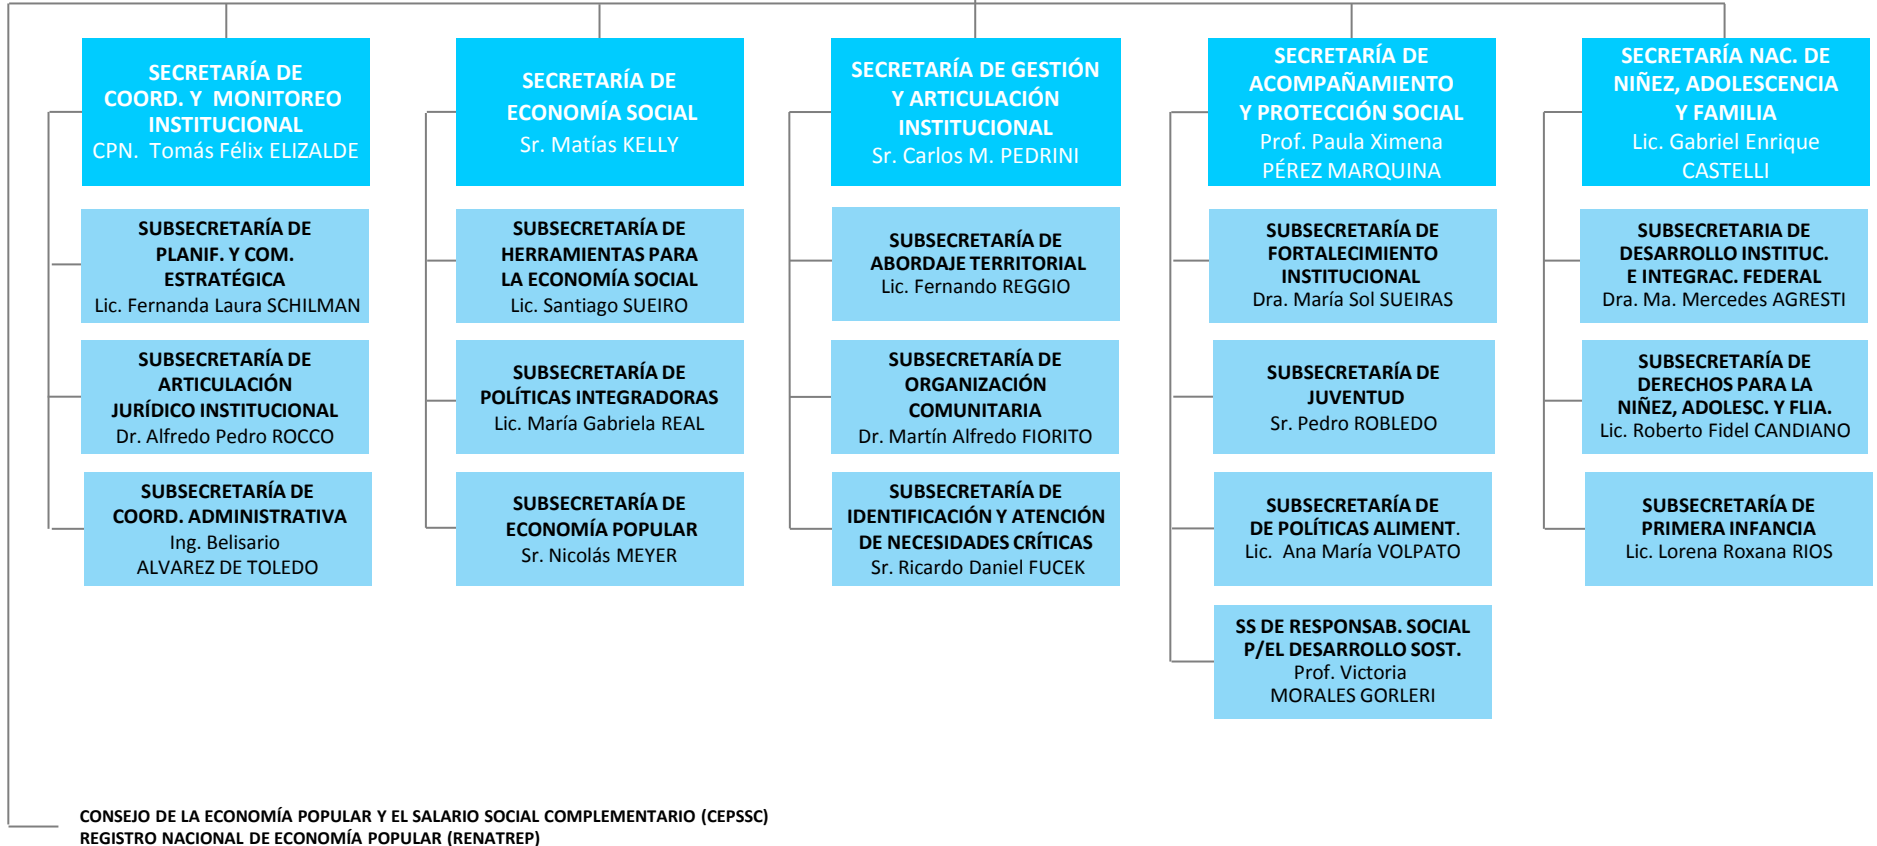 SECRETARÍA DE
COORD. Y MONITOREO
INSTITUCIONAL
CPN. Tomás Félix ELIZALDE
SUBSECRETARÍA DE
PLANIF. Y COM.
ESTRATÉGICA
Lic. Fernanda Laura SCHILMAN
SUBSECRETARÍA DE
ARTICULACIÓN
JURÍDICO INSTITUCIONAL
Dr. Alfredo Pedro ROCCO
SUBSECRETARÍA DE
COORD. ADMINISTRATIVA
Ing. Belisario
ALVAREZ DE TOLEDO
SECRETARÍA DE
ECONOMÍA SOCIAL
Sr. Matías KELLY
SUBSECRETARÍA DE
HERRAMIENTAS PARA
LA ECONOMÍA SOCIAL
Lic. Santiago SUEIRO
SUBSECRETARÍA DE
POLÍTICAS INTEGRADORAS
Lic. María Gabriela REAL
SUBSECRETARÍA DE
ECONOMÍA POPULAR
Sr. Nicolás MEYER
SECRETARÍA DE GESTIÓN
Y ARTICULACIÓN
INSTITUCIONAL
Sr. Carlos M. PEDRINI
SUBSECRETARÍA DE
ABORDAJE TERRITORIAL
Lic. Fernando REGGIO
SUBSECRETARÍA DE
ORGANIZACIÓN
COMUNITARIA
Dr. Martín Alfredo FIORITO
SUBSECRETARÍA DE
IDENTIFICACIÓN Y ATENCIÓN
DE NECESIDADES CRÍTICAS
Sr. Ricardo Daniel FUCEK
SECRETARÍA DE
ACOMPAÑAMIENTO
Y PROTECCIÓN SOCIAL
Prof. Paula Ximena
PÉREZ MARQUINA
SUBSECRETARÍA DE
FORTALECIMIENTO
INSTITUCIONAL
Dra. María Sol SUEIRAS
SUBSECRETARÍA DE
JUVENTUD
Sr. Pedro ROBLEDO
SUBSECRETARÍA DE
DE POLÍTICAS ALIMENT.
Lic. Ana María VOLPATO
SS DE RESPONSAB. SOCIAL
P/EL DESARROLLO SOST.
Prof. Victoria
MORALES GORLERI
SECRETARÍA NAC. DE
NIÑEZ, ADOLESCENCIA
Y FAMILIA
Lic. Gabriel Enrique
CASTELLI
SUBSECRETARIA DE
DESARROLLO INSTITUC.
E INTEGRAC. FEDERAL
Dra. Ma. Mercedes AGRESTI
SUBSECRETARÍA DE
DERECHOS PARA LA
NIÑEZ, ADOLESC. Y FLIA.
Lic. Roberto Fidel CANDIANO
SUBSECRETARÍA DE
PRIMERA INFANCIA
Lic. Lorena Roxana RIOS
CONSEJO DE LA ECONOMÍA POPULAR Y EL SALARIO SOCIAL COMPLEMENTARIO (CEPSSC)
REGISTRO NACIONAL DE ECONOMÍA POPULAR (RENATREP)